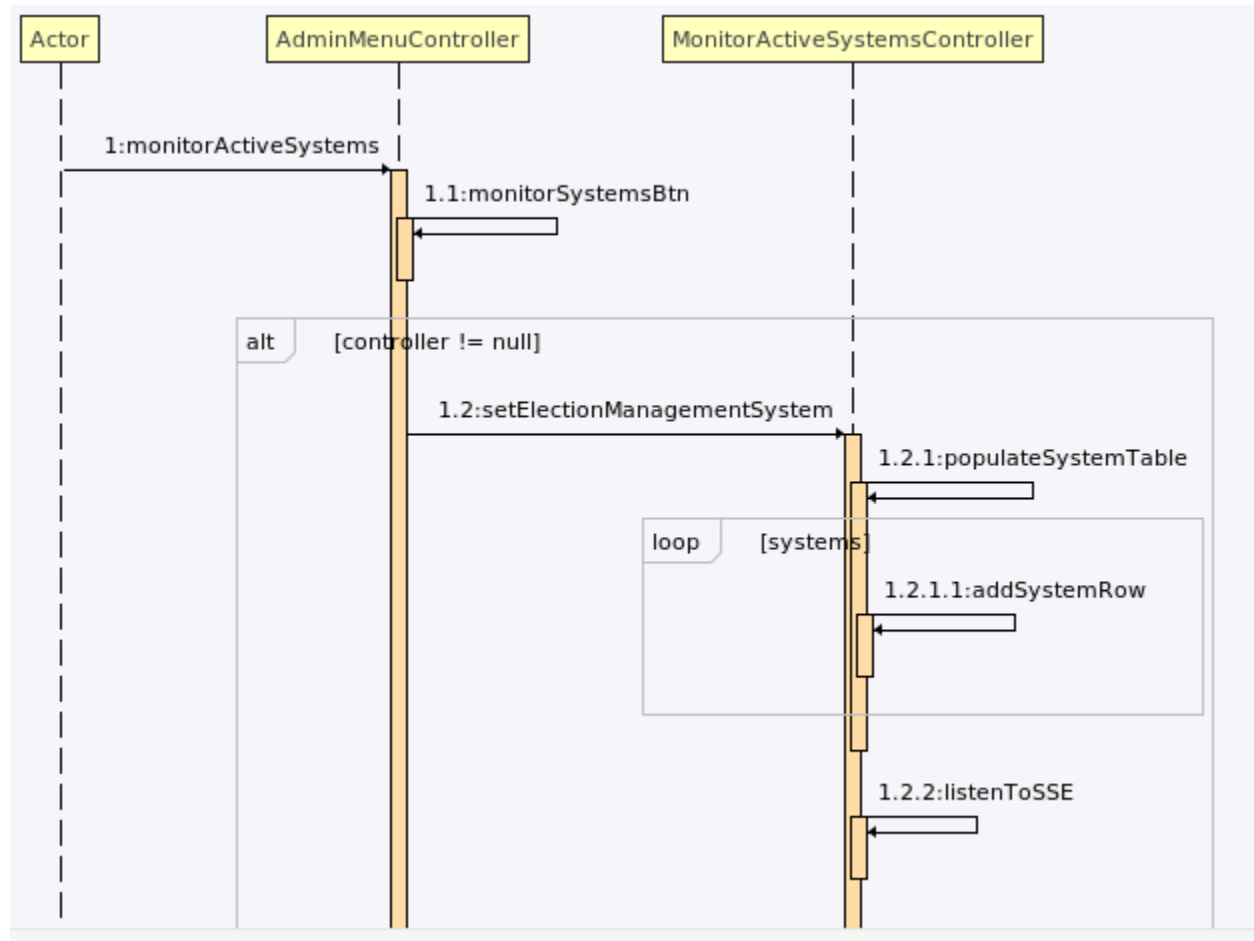 Actor
AdminMenuController
MonitorActiveSystemsController
1:monitorActiveSystems
1.1:monitorSystemsBtn
alt
[controller != null]
1.2:setElectionManagementSystem
1.2.1:populateSystemTable
loop
[systems]
1.2.1.1:addSystemRow
1.2.2:listenToSSE